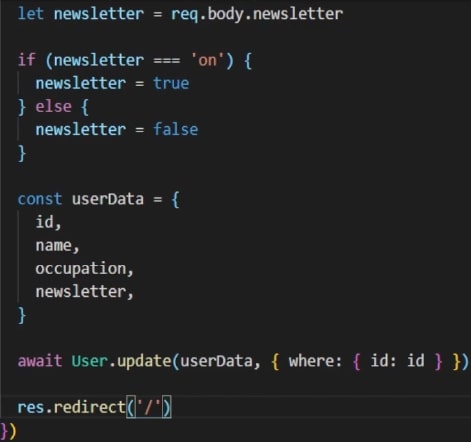 let newsletter = req.body.newsletter
if (newsletter === 'on') {
newsletter = true
} else {
newsletter = false
}
const userData = {
id,
name,
occupation,
newsletter,
}
await User.update(userData, { where: { id: id } })
res.redirect('/')
})